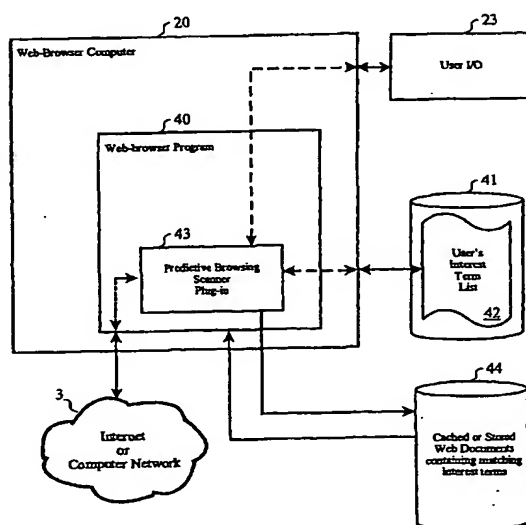 20
23
Web-Browser Computer
User I/O
40
Web-browser Program
41
43
Predictive Browsing
Scanner
Plug-in
User's
Interest
Term
List
42
44
3
Internet
or
Computer Network
Cached or Stored
Web Documents
containing matching
interest terms